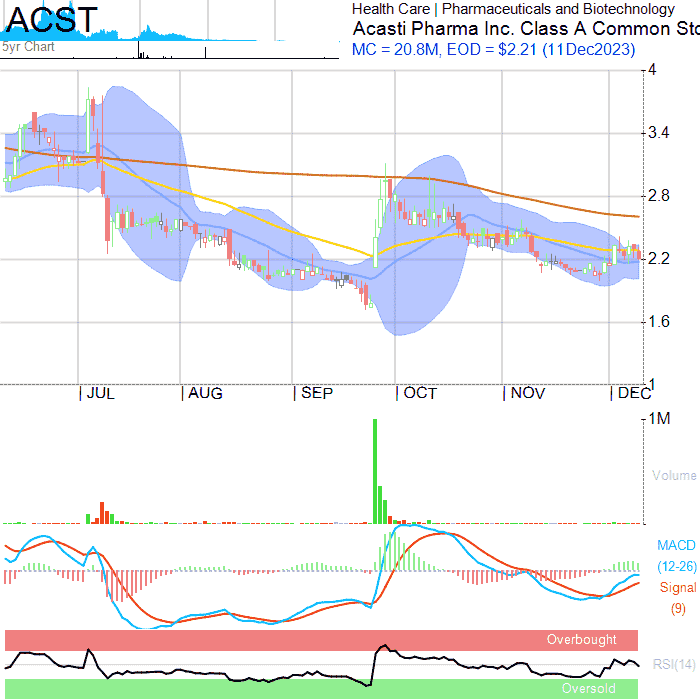 ACST
5yr Chart
Health Care | Pharmaceuticals and Biotechnology
Acasti Pharma Inc. Class A Common Sto
MC = 20.8M, EOD = $2.21 (11Dec2023)
4
3.4
2.8
2.2
1.6
1
| JUL | AUG | SEP | OCT | NOV | DEC
1M
Volume
MACD
(12-26)
Signal
(9)
Overbought
RSI(14)
Oversold